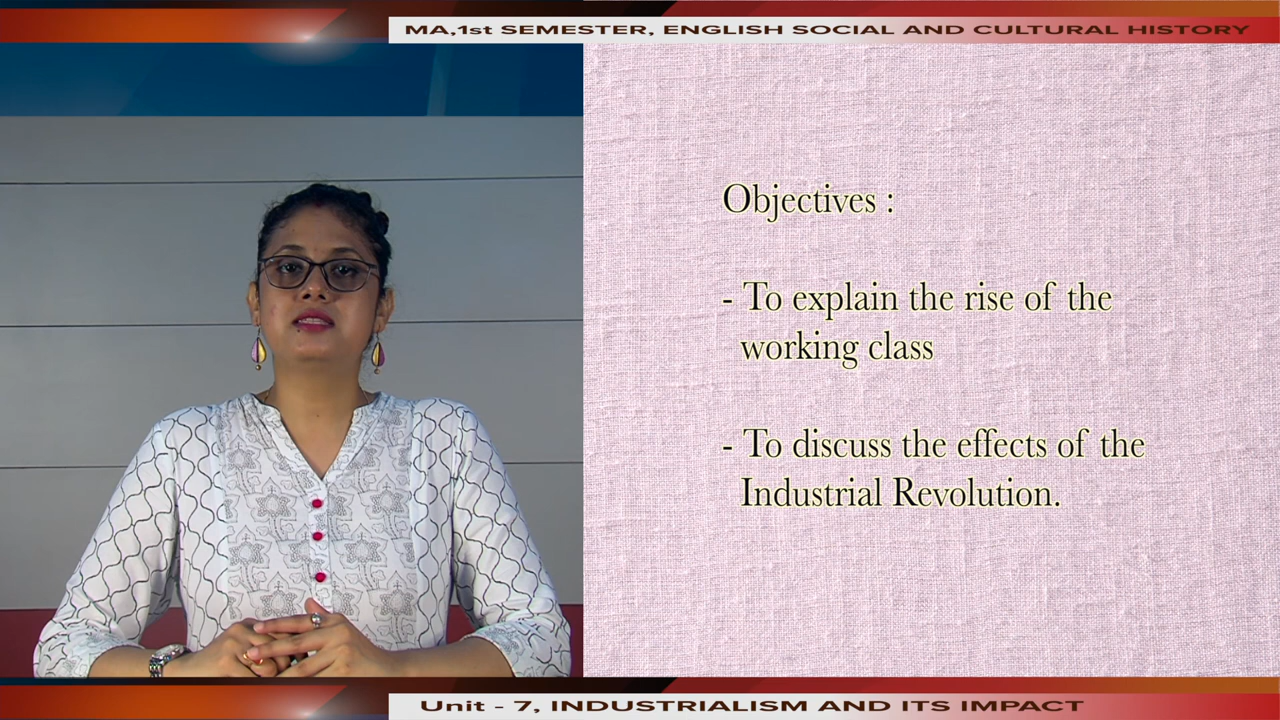 MA,1st SEMESTER, ENGLISH SOCIAL AND CULTURAL HISTORY
Objectives :
- To explain the rise of the
working class
- To discuss the effects of the
Industrial Revolution.
Unit - 7, INDUSTRIALISM AND ITS IMPACT